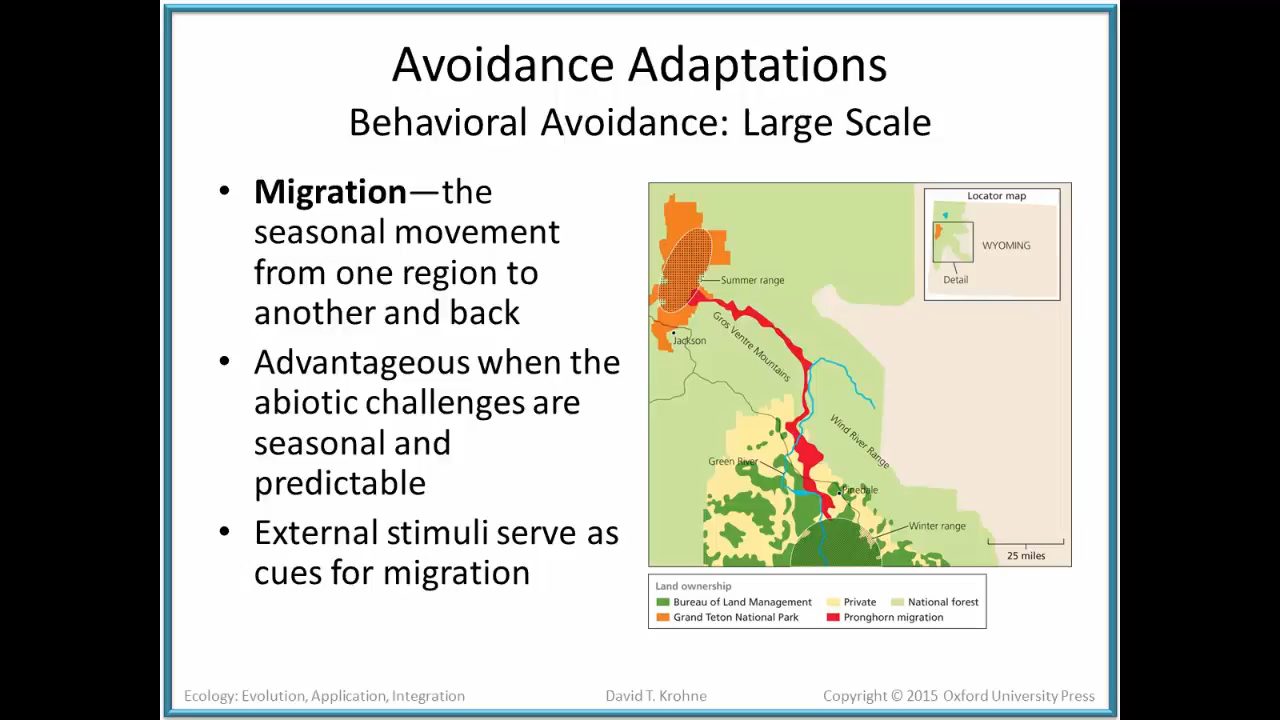 Avoidance Adaptations
Behavioral Avoidance: Large Scale
• Migration—the
seasonal movement
from one region to
another and back
• Advantageous when the
abiotic challenges are
seasonal and
predictable
• External stimuli serve as
cues for migration
Locator map
WYOMING
Detail
Summer range
Jackson
Gros Ventre Mountains
Wind River Range
Green River
Pinedale
Winter range
25 miles
Land ownership
Bureau of Land Management Private National forest
Grand Teton National Park Pronghorn migration
Ecology: Evolution, Application, Integration David T. Krohne Copyright © 2015 Oxford University Press